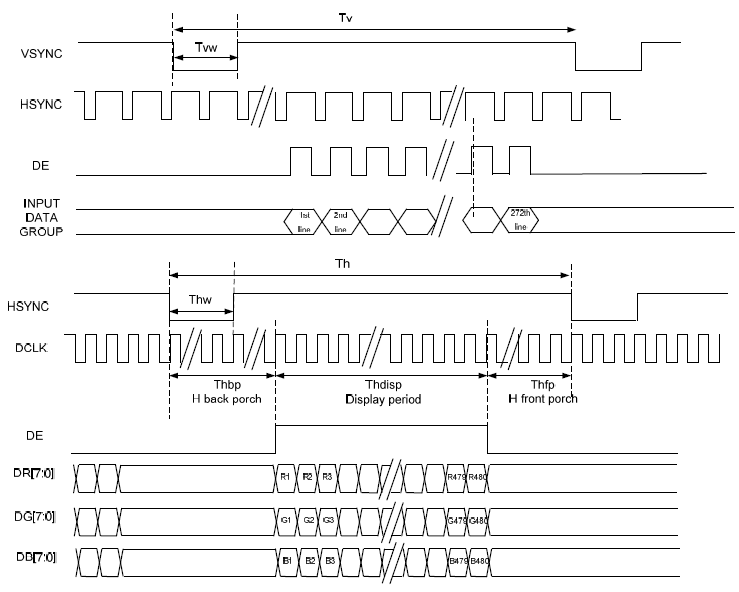 Tv
VSYNC
Tvw
HSYNC
DE
INPUT
DATA
GROUP
1st
line
2nd
line
272th
line
Th
HSYNC
Thw
DCLK
Thbp
H back porch
Thdisp
Display period
Thfp
H front porch
DE
DR[7:0]
R1 R2 R3 R479 R480
DG[7:0]
G1 G2 G3 G479 G480
DB[7:0]
B1 B2 B3 B479 B480